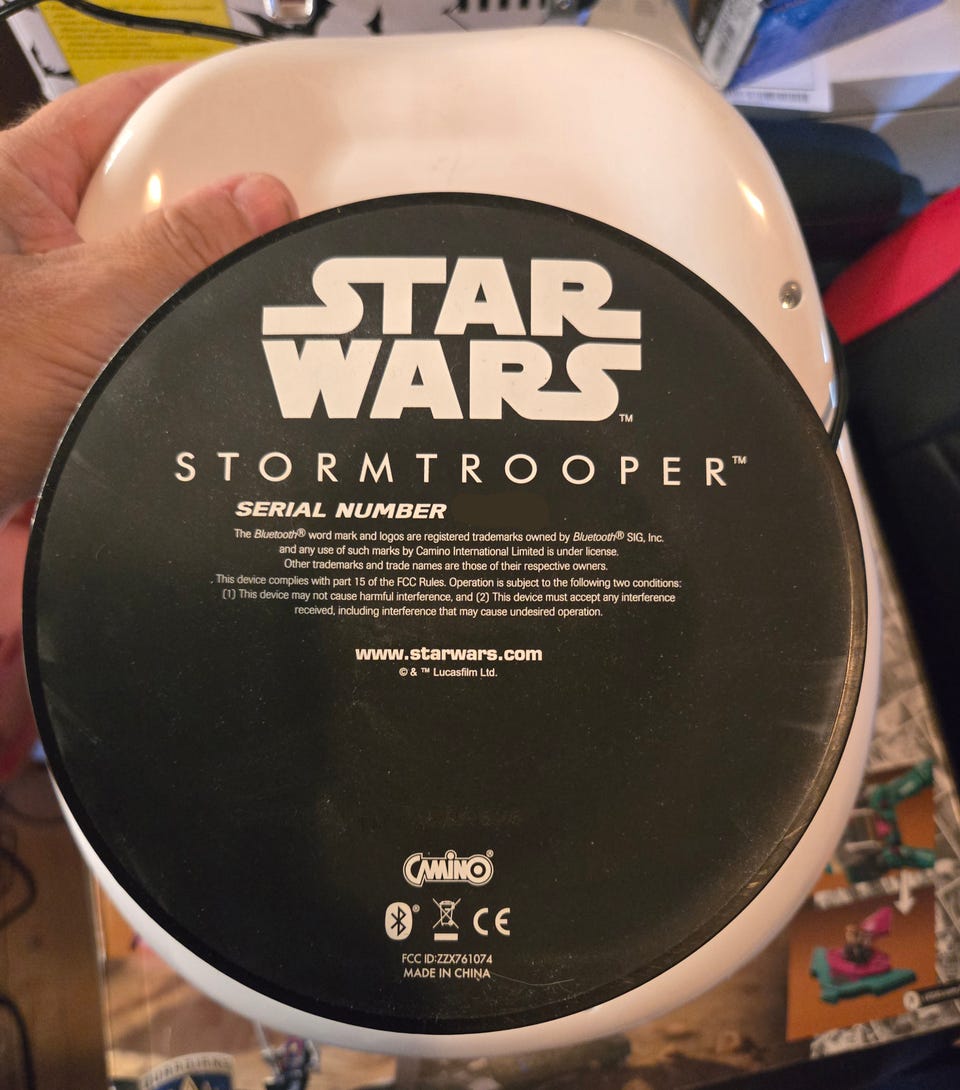 STAR
WARS™
STORMTROOPER™
SERIAL NUMBER
The Bluetooth® word mark and logos are registered trademarks owned by Bluetooth® SIG, Inc.
and any use of such marks by Camino International Limited is under license.
Other trademarks and trade names are those of their respective owners.
This device complies with part 15 of the FCC Rules. Operation is subject to the following two conditions:
(1) This device may not cause harmful interference, and (2) This device must accept any interference
received, including interference that may cause undesired operation.
www.starwars.com
© & ™ Lucasfilm Ltd.
CAMINO®
CE
FCC ID:ZZX761074
MADE IN CHINA